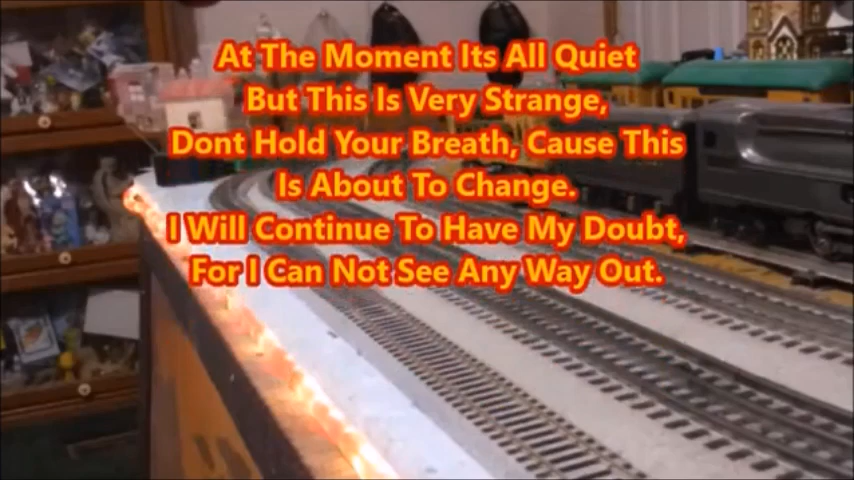 At The Moment Its All Quiet
But This Is Very Strange,
Dont Hold Your Breath, Cause This
Is About To Change.
I Will Continue To Have My Doubt,
For I Can Not See Any Way Out.